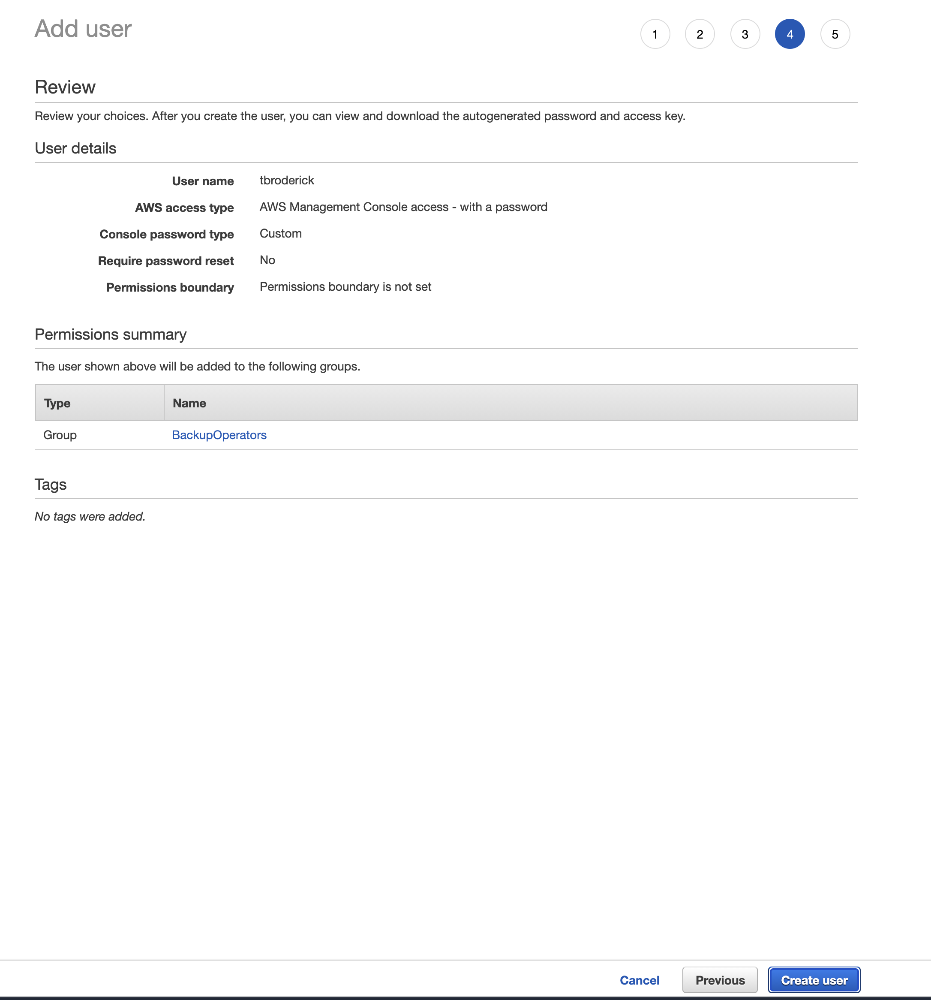 Add user
1 2 3 4 5
Review
Review your choices. After you create the user, you can view and download the autogenerated password and access key.
User details
User name tbroderick
AWS access type AWS Management Console access - with a password
Console password type Custom
Require password reset No
Permissions boundary Permissions boundary is not set
Permissions summary
The user shown above will be added to the following groups.
Type Name
Group BackupOperators
Tags
No tags were added.
Cancel Previous Create user